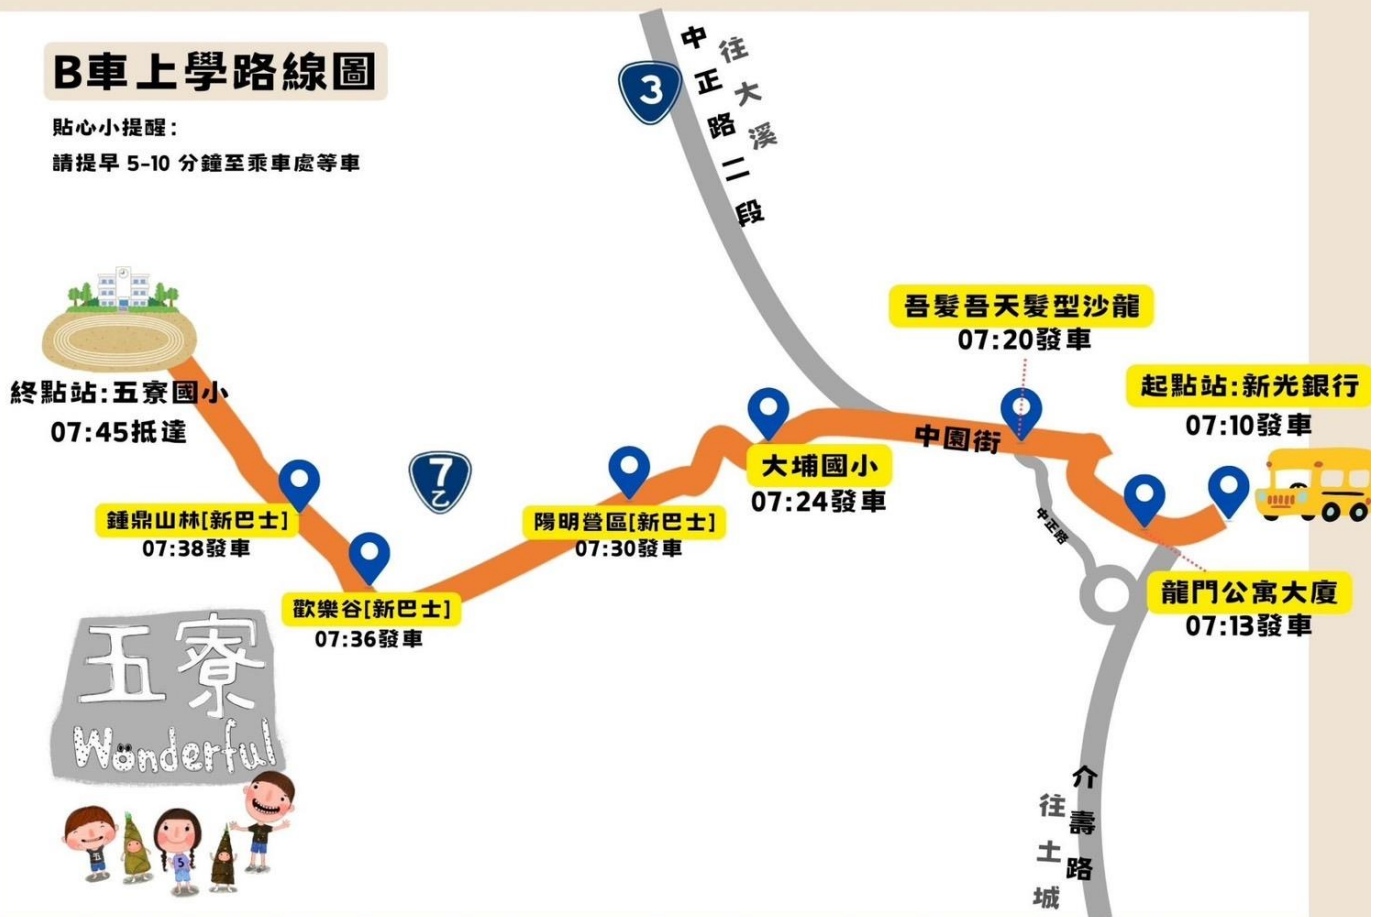 B車上學路線圖
貼心小提醒：
請提早 5-10 分鐘至乘車處等車
3
中正路二段
往大溪
吾髮吾天髮型沙龍
07:20發車
起點站:新光銀行
07:10發車
終點站:五寮國小
07:45抵達
中園街
7
乙
大埔國小
07:24發車
鍾鼎山林[新巴士]
07:38發車
陽明營區[新巴士]
07:30發車
中正路
歡樂谷[新巴士]
07:36發車
龍門公寓大廈
07:13發車
五寮
Wonderful
介壽路
往土城
五
5